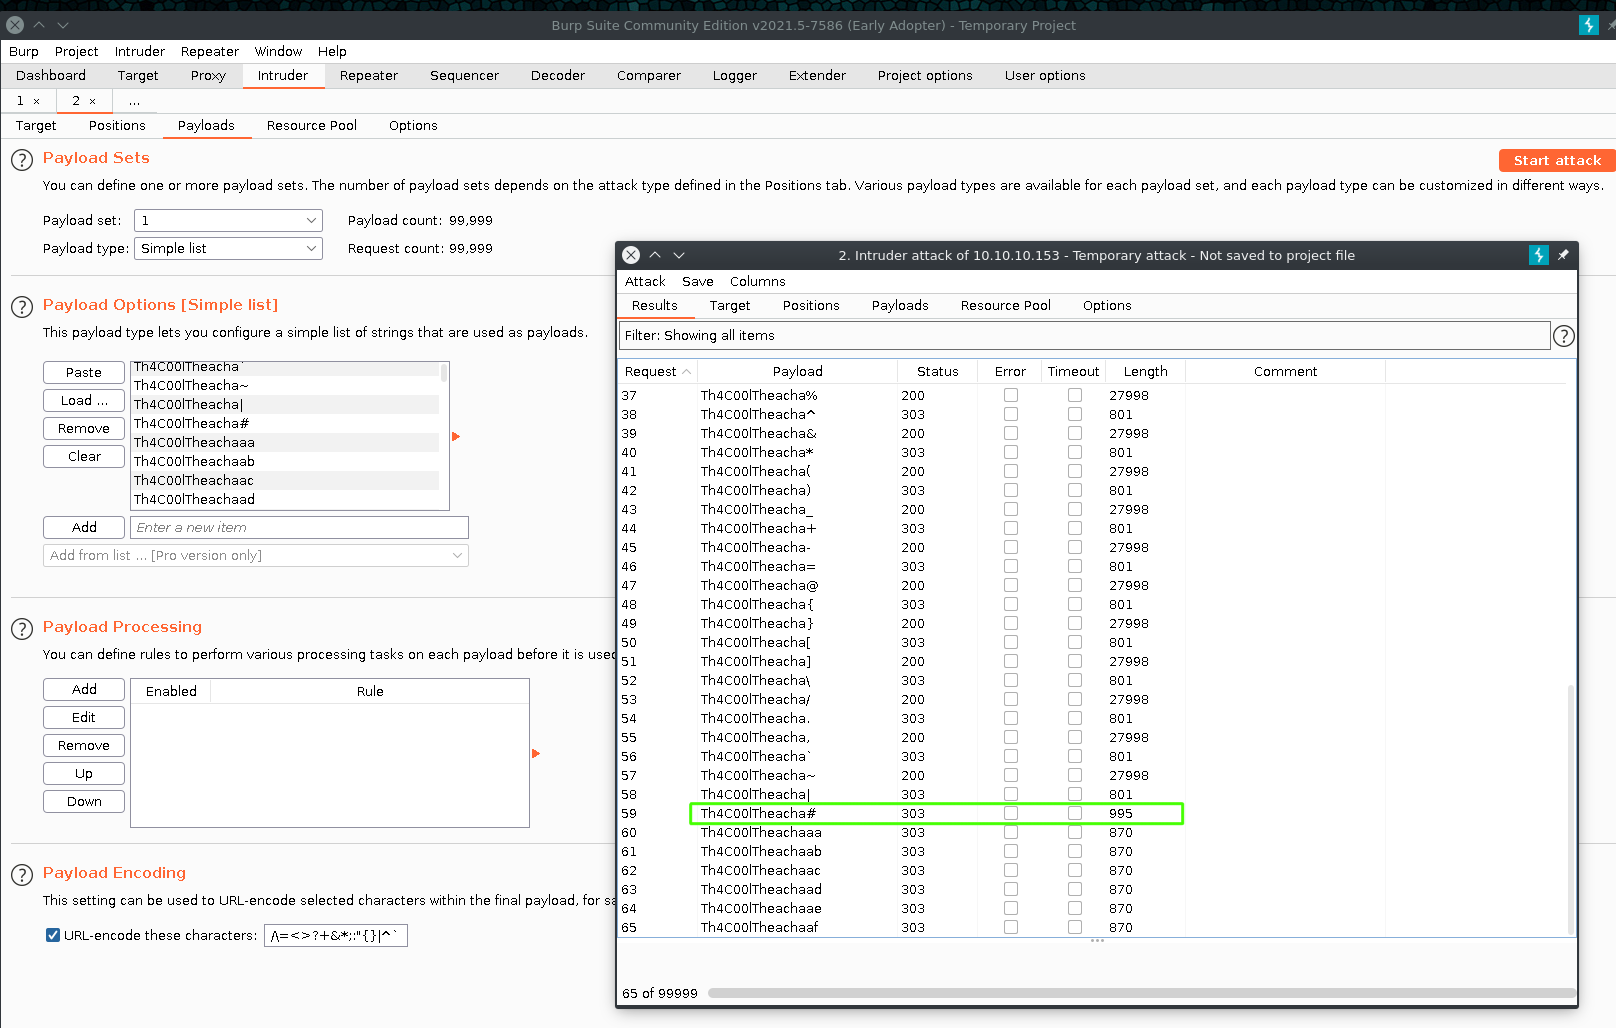 Burp Suite Community Edition v2021.5-7586 (Early Adopter) - Temporary Project
Burp Project Intruder Repeater Window Help
Dashboard Target Proxy Intruder Repeater Sequencer Decoder Comparer Logger Extender Project options User options
1 × 2 × ...
Target Positions Payloads Resource Pool Options
? Payload Sets
Start attack
You can define one or more payload sets. The number of payload sets depends on the attack type defined in the Positions tab. Various payload types are available for each payload set, and each payload type can be customized in different ways.
Payload set: 1 Payload count: 99,999
Payload type: Simple list Request count: 99,999
? Payload Options [Simple list]
This payload type lets you configure a simple list of strings that are used as payloads.
Paste
Load ...
Remove
Clear
Th4C00lTheacha`
Th4C00lTheacha~
Th4C00lTheacha|
Th4C00lTheacha#
Th4C00lTheachaaa
Th4C00lTheachaab
Th4C00lTheachaac
Th4C00lTheachaad
Add Enter a new item
Add from list ... [Pro version only]
? Payload Processing
You can define rules to perform various processing tasks on each payload before it is used
Add
Edit
Remove
Up
Down
Enabled Rule
? Payload Encoding
This setting can be used to URL-encode selected characters within the final payload, for sa
URL-encode these characters: /\=<>?+&*;:"{}|^`
2. Intruder attack of 10.10.10.153 - Temporary attack - Not saved to project file
Attack Save Columns
Results Target Positions Payloads Resource Pool Options
Filter: Showing all items ?
Request Payload Status Error Timeout Length Comment
37 Th4C00lTheacha% 200 27998
38 Th4C00lTheacha^ 303 801
39 Th4C00lTheacha& 200 27998
40 Th4C00lTheacha* 303 801
41 Th4C00lTheacha( 200 27998
42 Th4C00lTheacha) 303 801
43 Th4C00lTheacha_ 200 27998
44 Th4C00lTheacha+ 303 801
45 Th4C00lTheacha- 200 27998
46 Th4C00lTheacha= 303 801
47 Th4C00lTheacha@ 200 27998
48 Th4C00lTheacha{ 303 801
49 Th4C00lTheacha} 200 27998
50 Th4C00lTheacha[ 303 801
51 Th4C00lTheacha] 200 27998
52 Th4C00lTheacha\ 303 801
53 Th4C00lTheacha/ 200 27998
54 Th4C00lTheacha. 303 801
55 Th4C00lTheacha, 200 27998
56 Th4C00lTheacha` 303 801
57 Th4C00lTheacha~ 200 27998
58 Th4C00lTheacha| 303 801
59 Th4C00lTheacha# 303 995
60 Th4C00lTheachaaa 303 870
61 Th4C00lTheachaab 303 870
62 Th4C00lTheachaac 303 870
63 Th4C00lTheachaad 303 870
64 Th4C00lTheachaae 303 870
65 Th4C00lTheachaaf 303 870
65 of 99999